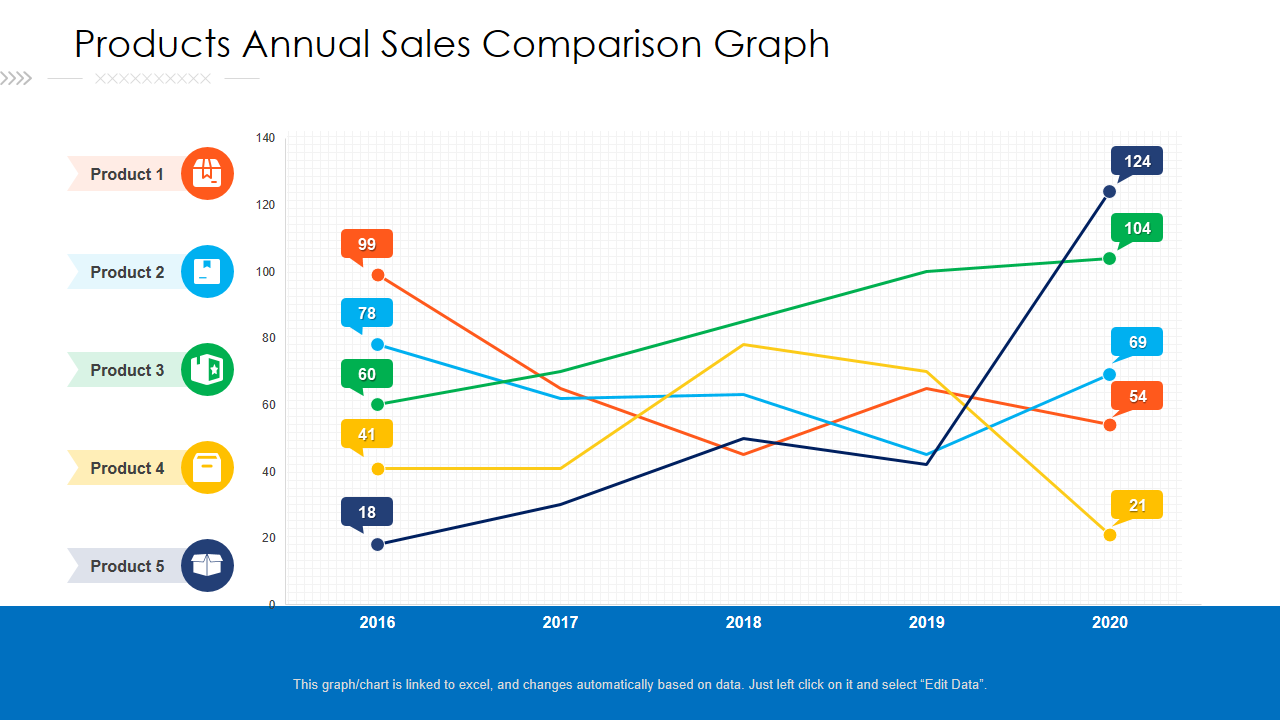 Products Annual Sales Comparison Graph
Product 1
Product 2
Product 3
Product 4
Product 5
140
120
100
80
60
40
20
0
99
78
60
41
18
124
104
69
54
21
2016 2017 2018 2019 2020
This graph/chart is linked to excel, and changes automatically based on data. Just left click on it and select “Edit Data”.